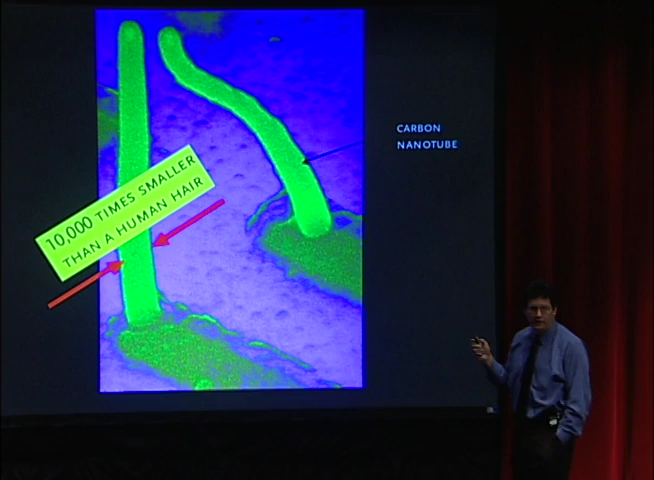 CARBON
NANOTUBE
10,000 TIMES SMALLER
THAN A HUMAN HAIR